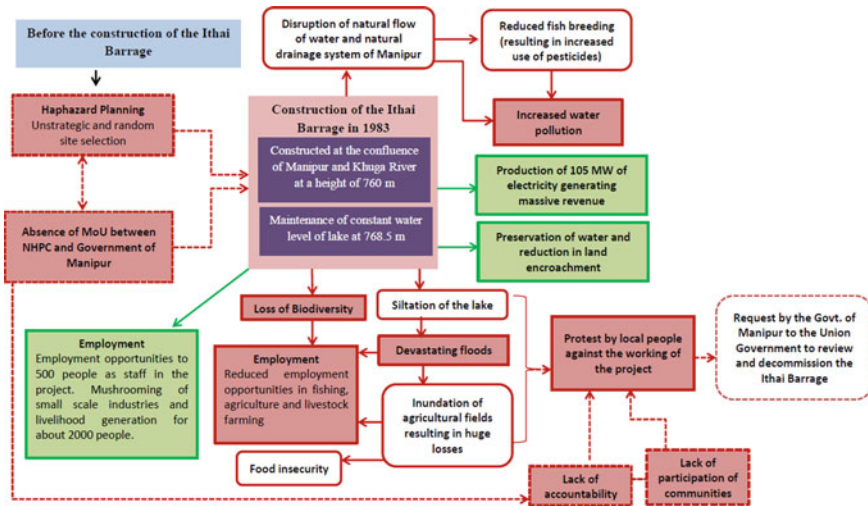 Before the construction of the Ithai
Barrage
Disruption of natural flow
of water and natural
drainage system of Manipur
Reduced fish breeding
(resulting in increased
use of pesticides)
Haphazard Planning
Unstrategic and random
site selection
Construction of the Ithai
Barrage in 1983
Constructed at the confluence
of Manipur and Khuga River
at a height of 760 m
Maintenance of constant water
level of lake at 768.5 m
Increased water
pollution
Production of 105 MW of
electricity generating
massive revenue
Preservation of water and
reduction in land
encroachment
Absence of MoU between
NHPC and Government of
Manipur
Employment
Employment opportunities to
500 people as staff in the
project. Mushrooming of
small scale industries and
livelihood generation for
about 2000 people.
Loss of Biodiversity
Siltation of the lake
Employment
Reduced employment
opportunities in fishing,
agriculture and livestock
farming
Devastating floods
Inundation of
agricultural fields
resulting in huge
losses
Food insecurity
Protest by local people
against the working of
the project
Request by the Govt. of
Manipur to the Union
Government to review
and decommission the
Ithai Barrage
Lack of
accountability
Lack of
participation of
communities